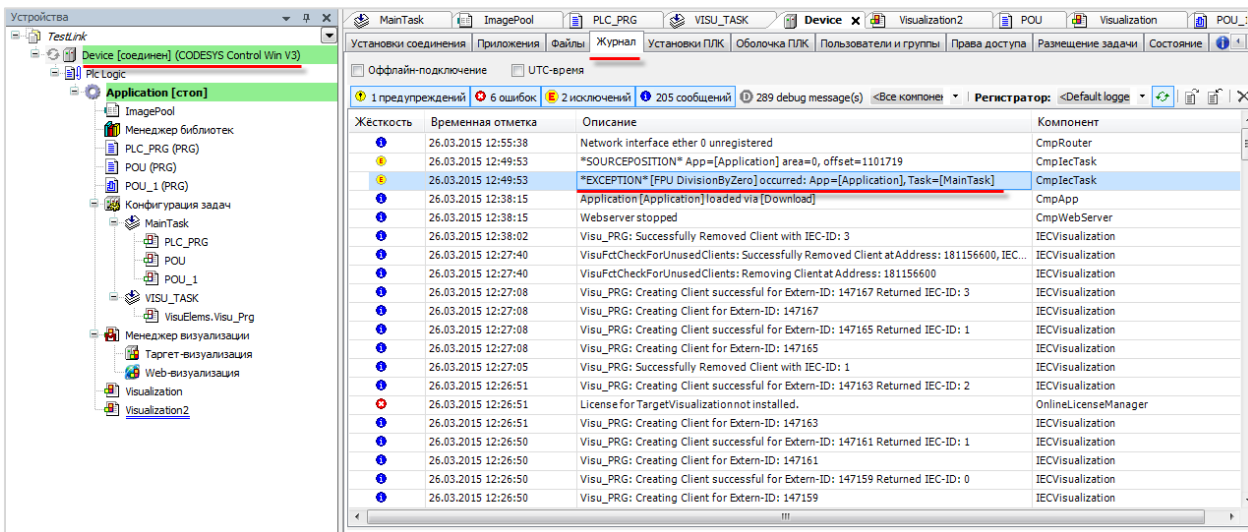 Устройства
TestLink
Device [соединен] (CODESYS Control Win V3)
Plc Logic
Application [стоп]
ImagePool
Менеджер библиотек
PLC_PRG (PRG)
POU (PRG)
POU_1 (PRG)
Конфигурация задач
MainTask
PLC_PRG
POU
POU_1
VISU_TASK
VisuElems.Visu_Prg
Менеджер визуализации
Таргет-визуализация
Web-визуализация
Visualization
Visualization2
MainTask ImagePool PLC_PRG VISU_TASK Device Visualization2 POU Visualization POU_1
Установки соединения Приложения Файлы Журнал Установки ПЛК Оболочка ПЛК Пользователи и группы Права доступа Размещение задачи Состояние
Оффлайн-подключение UTC-время
1 предупреждений 6 ошибок 2 исключений 205 сообщений 289 debug message(s) <Все компоне Регистратор: <Default logge
Жёсткость Временная отметка Описание Компонент
26.03.2015 12:55:38 Network interface ether 0 unregistered CmpRouter
26.03.2015 12:49:53 *SOURCEPOSITION* App=[Application] area=0, offset=1101719 CmpIecTask
26.03.2015 12:49:53 *EXCEPTION* [FPU DivisionByZero] occurred: App=[Application], Task=[MainTask] CmpIecTask
26.03.2015 12:38:15 Application [Application] loaded via [Download] CmpApp
26.03.2015 12:38:15 Webserver stopped CmpWebServer
26.03.2015 12:38:02 Visu_PRG: Successfully Removed Client with IEC-ID: 3 IECVisualization
26.03.2015 12:27:40 VisuFctCheckForUnusedClients: Successfully Removed Client at Address: 181156600, IEC... IECVisualization
26.03.2015 12:27:40 VisuFctCheckForUnusedClients: Removing Client at Address: 181156600 IECVisualization
26.03.2015 12:27:08 Visu_PRG: Creating Client successful for Extern-ID: 147167 Returned IEC-ID: 3 IECVisualization
26.03.2015 12:27:08 Visu_PRG: Creating Client for Extern-ID: 147167 IECVisualization
26.03.2015 12:27:08 Visu_PRG: Creating Client successful for Extern-ID: 147165 Returned IEC-ID: 1 IECVisualization
26.03.2015 12:27:08 Visu_PRG: Creating Client for Extern-ID: 147165 IECVisualization
26.03.2015 12:27:05 Visu_PRG: Successfully Removed Client with IEC-ID: 1 IECVisualization
26.03.2015 12:26:51 Visu_PRG: Creating Client successful for Extern-ID: 147163 Returned IEC-ID: 2 IECVisualization
26.03.2015 12:26:51 License for TargetVisualization not installed. OnlineLicenseManager
26.03.2015 12:26:51 Visu_PRG: Creating Client for Extern-ID: 147163 IECVisualization
26.03.2015 12:26:50 Visu_PRG: Creating Client successful for Extern-ID: 147161 Returned IEC-ID: 1 IECVisualization
26.03.2015 12:26:50 Visu_PRG: Creating Client for Extern-ID: 147161 IECVisualization
26.03.2015 12:26:50 Visu_PRG: Creating Client successful for Extern-ID: 147159 Returned IEC-ID: 0 IECVisualization
26.03.2015 12:26:50 Visu_PRG: Creating Client for Extern-ID: 147159 IECVisualization